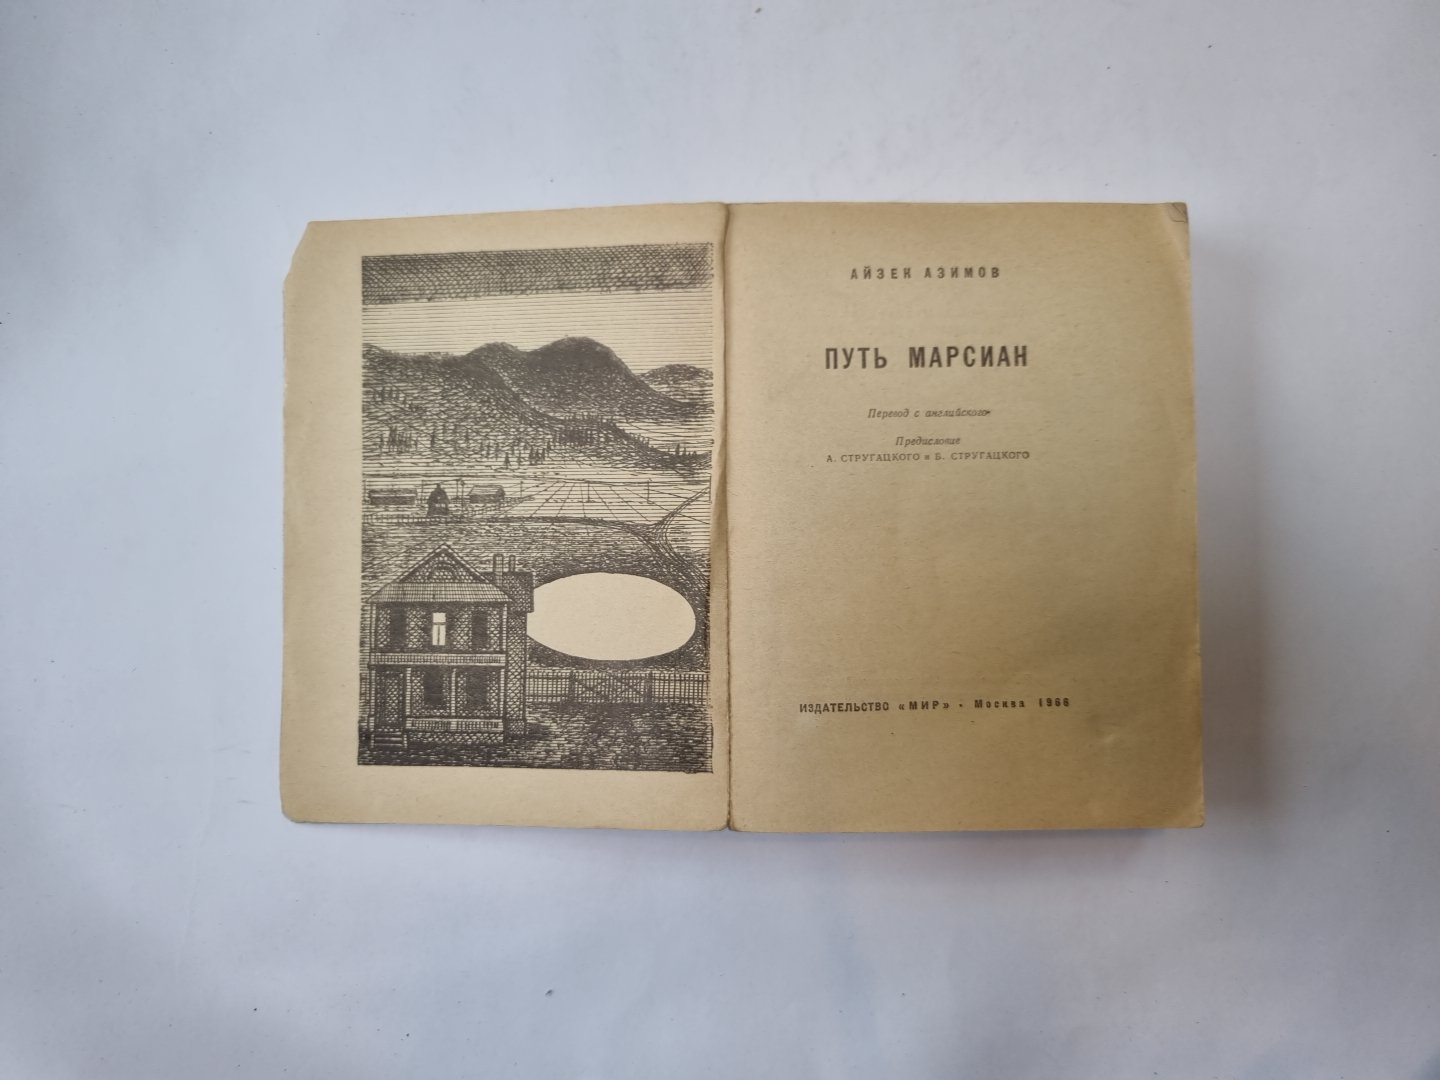 АЙЗЕК АЗИМОВ
ПУТЬ МАРСИАН
Перевод с английского
Предисловие
А. СТРУГАЦКОГО и Б. СТРУГАЦКОГО
ИЗДАТЕЛЬСТВО «МИР» · Москва 1966